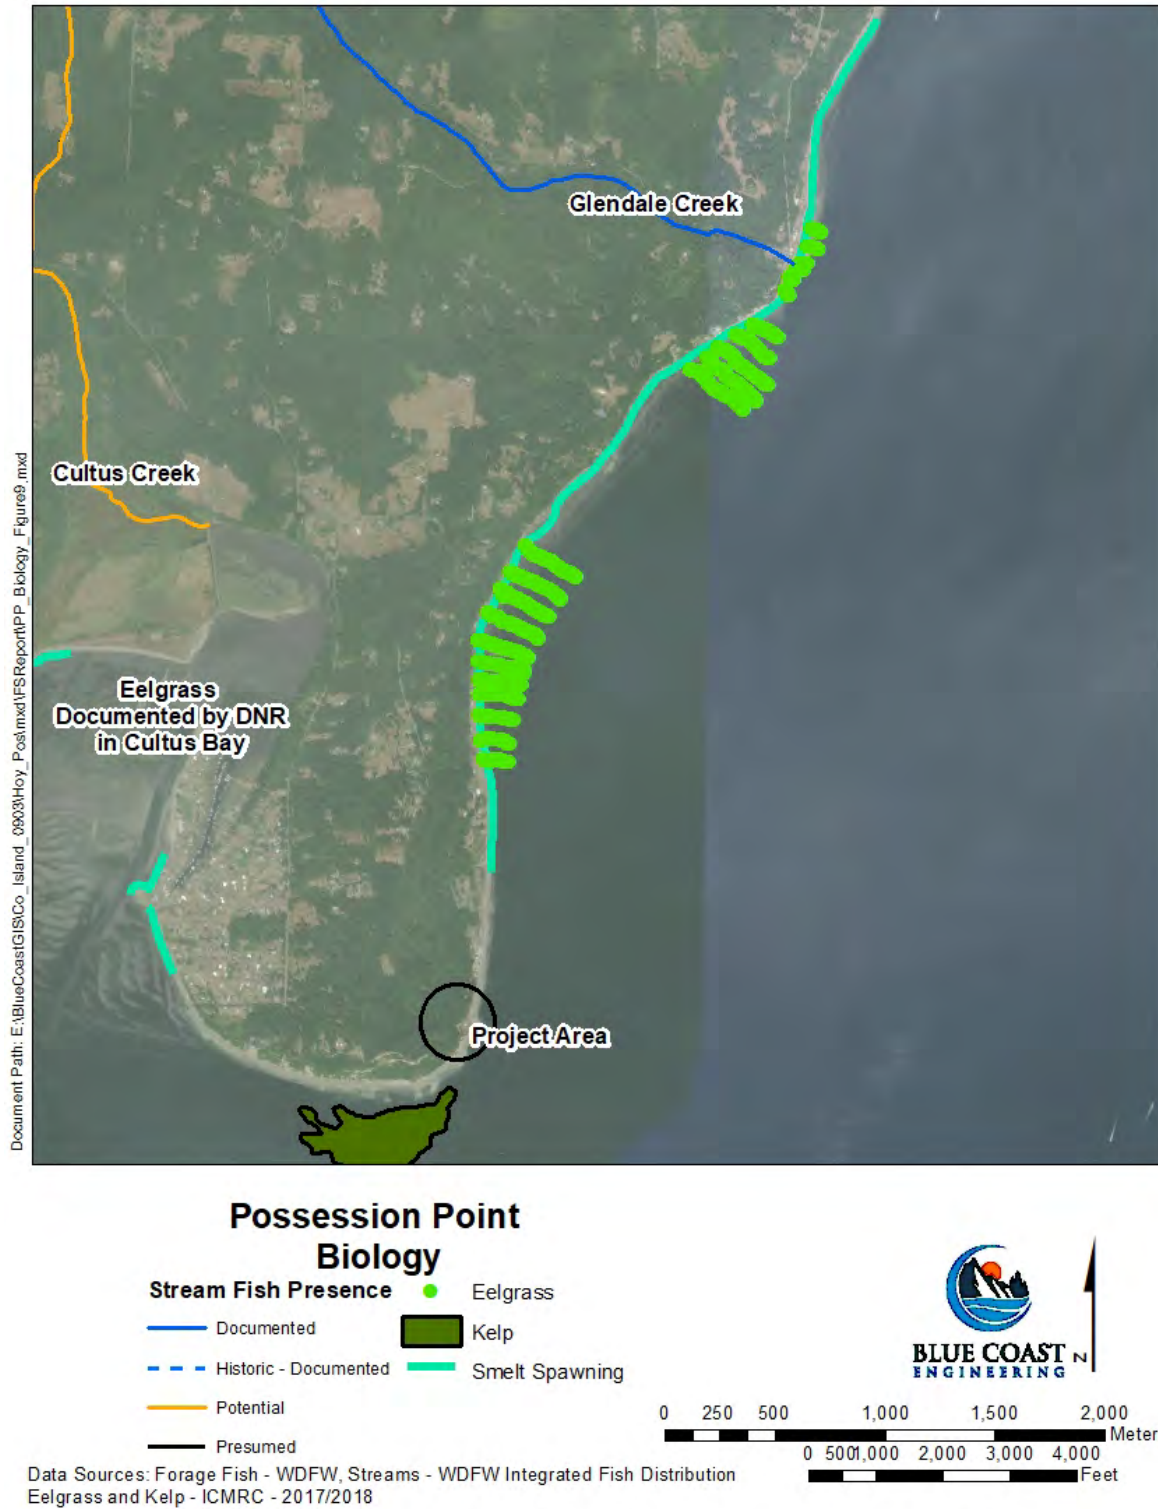 Glendale Creek
Cultus Creek
Eelgrass
Documented by DNR
in Cultus Bay
Project Area
Document Path: E:\BlueCoastGIS\Co_Island_0903\Hoy_Pos\mxd\FSReport\PP_Biology_Figure9.mxd
Possession Point
Biology
Stream Fish Presence
Documented
Historic - Documented
Potential
Presumed
Eelgrass
Kelp
Smelt Spawning
BLUE COAST
ENGINEERING
N
0 250 500 1,000 1,500 2,000
Meter
0 500 1,000 2,000 3,000 4,000
Feet
Data Sources: Forage Fish - WDFW, Streams - WDFW Integrated Fish Distribution
Eelgrass and Kelp - ICMRC - 2017/2018